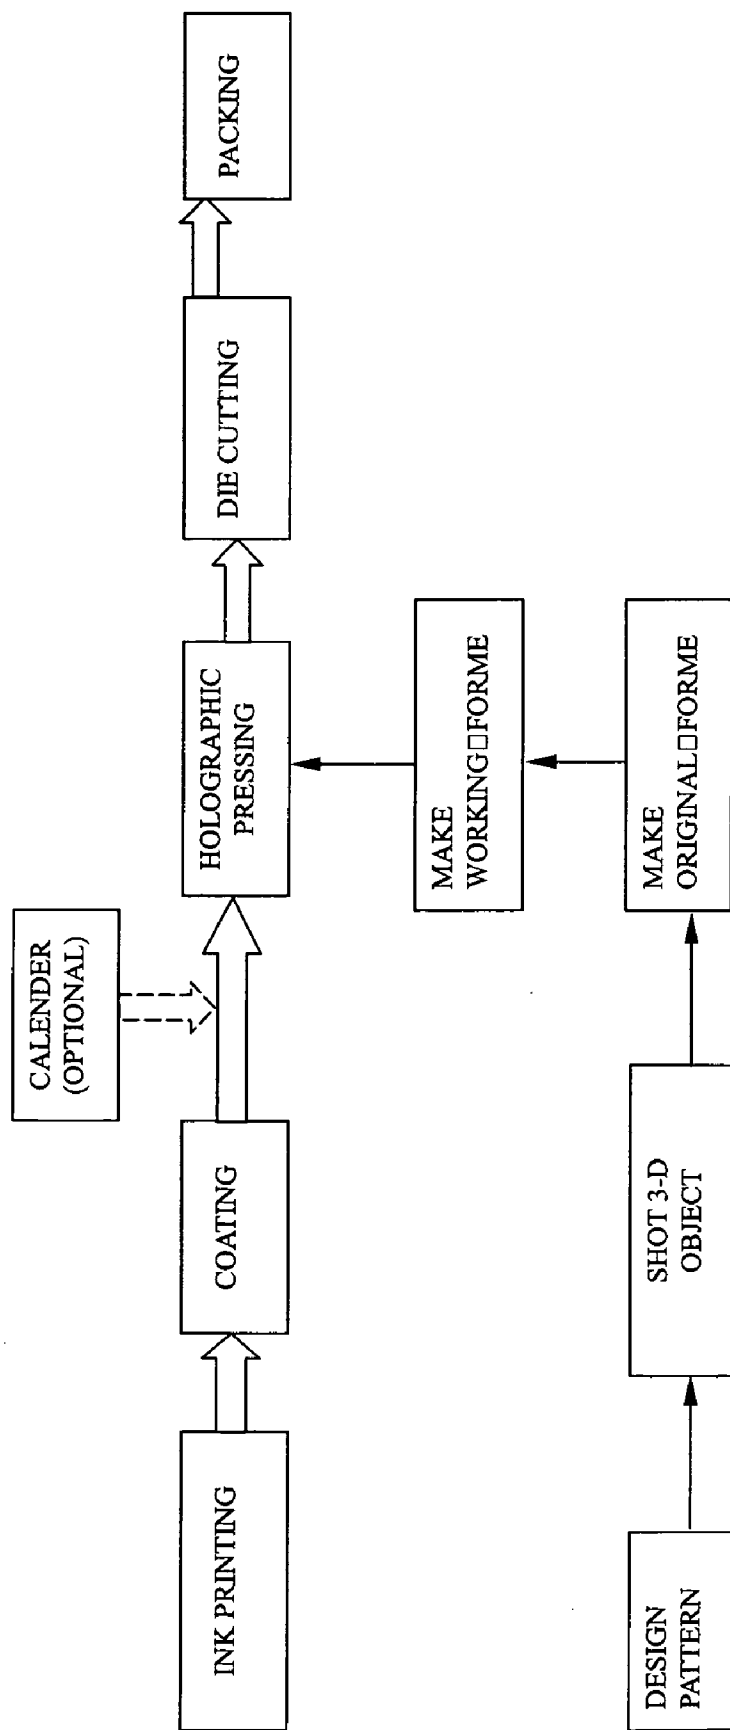 CALENDER
(OPTIONAL)
INK PRINTING
COATING
HOLOGRAPHIC
PRESSING
DIE CUTTING
PACKING
MAKE
WORKING□FORME
DESIGN
PATTERN
SHOT 3-D
OBJECT
MAKE
ORIGINAL□FORME